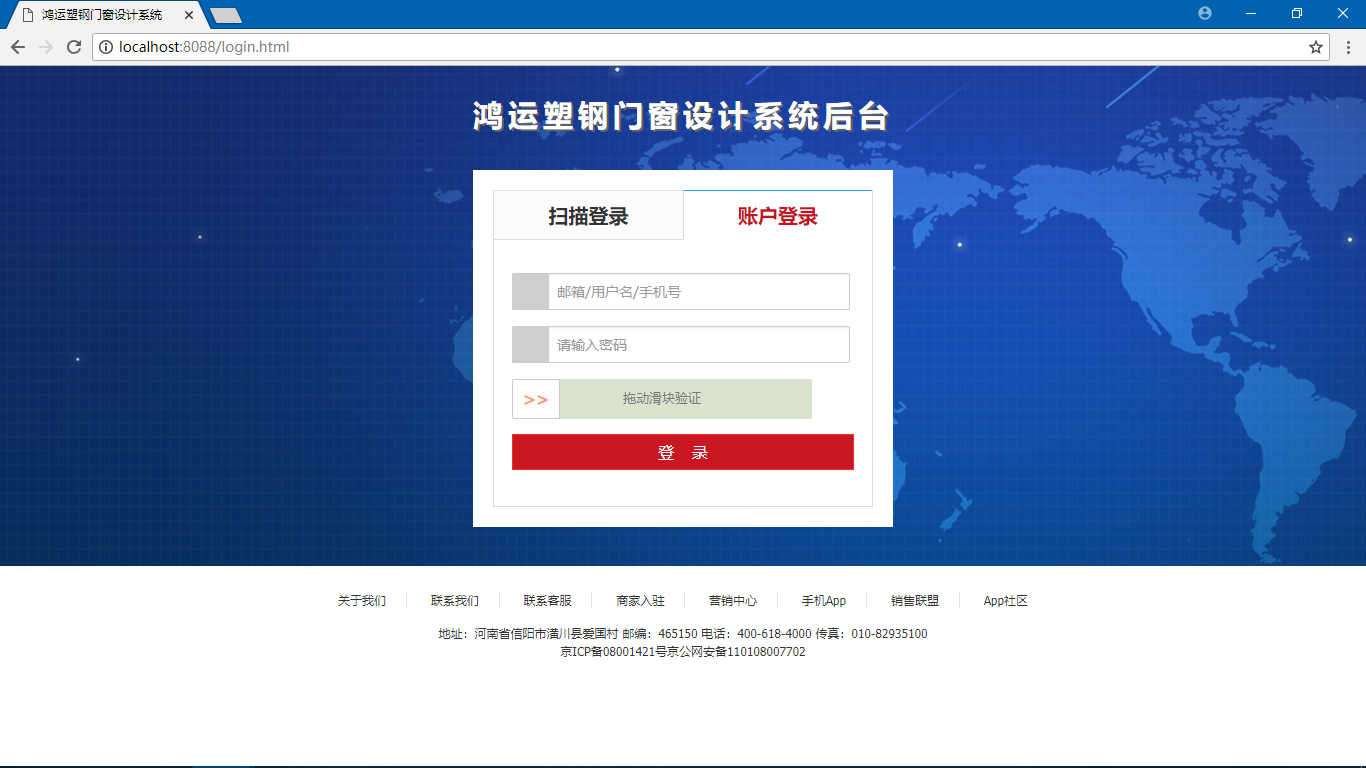 鸿运塑钢门窗设计系统
localhost:8088/login.html
鸿运塑钢门窗设计系统后台
扫描登录 账户登录
邮箱/用户名/手机号
请输入密码
>> 拖动滑块验证
登 录
关于我们 联系我们 联系客服 商家入驻 营销中心 手机App 销售联盟 App社区
地址：河南省信阳市潢川县爱国村 邮编：465150 电话：400-618-4000 传真：010-82935100
京ICP备08001421号京公网安备110108007702